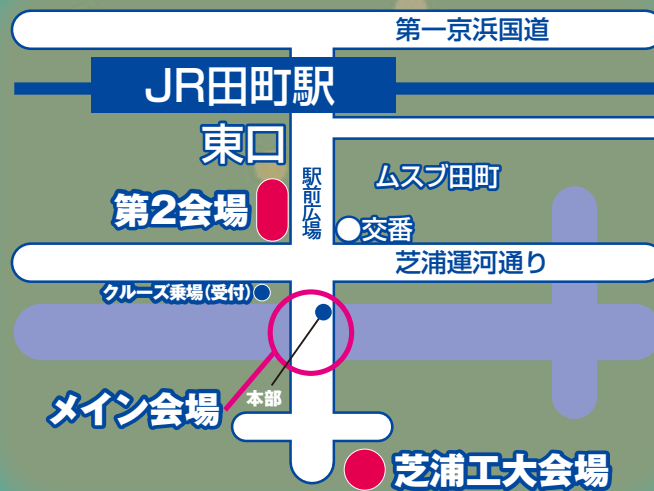 第一京浜国道
JR田町駅
東口
駅前広場
ムスブ田町
第2会場
交番
芝浦運河通り
クルーズ乗場(受付)
本部
メイン会場
芝浦工大会場